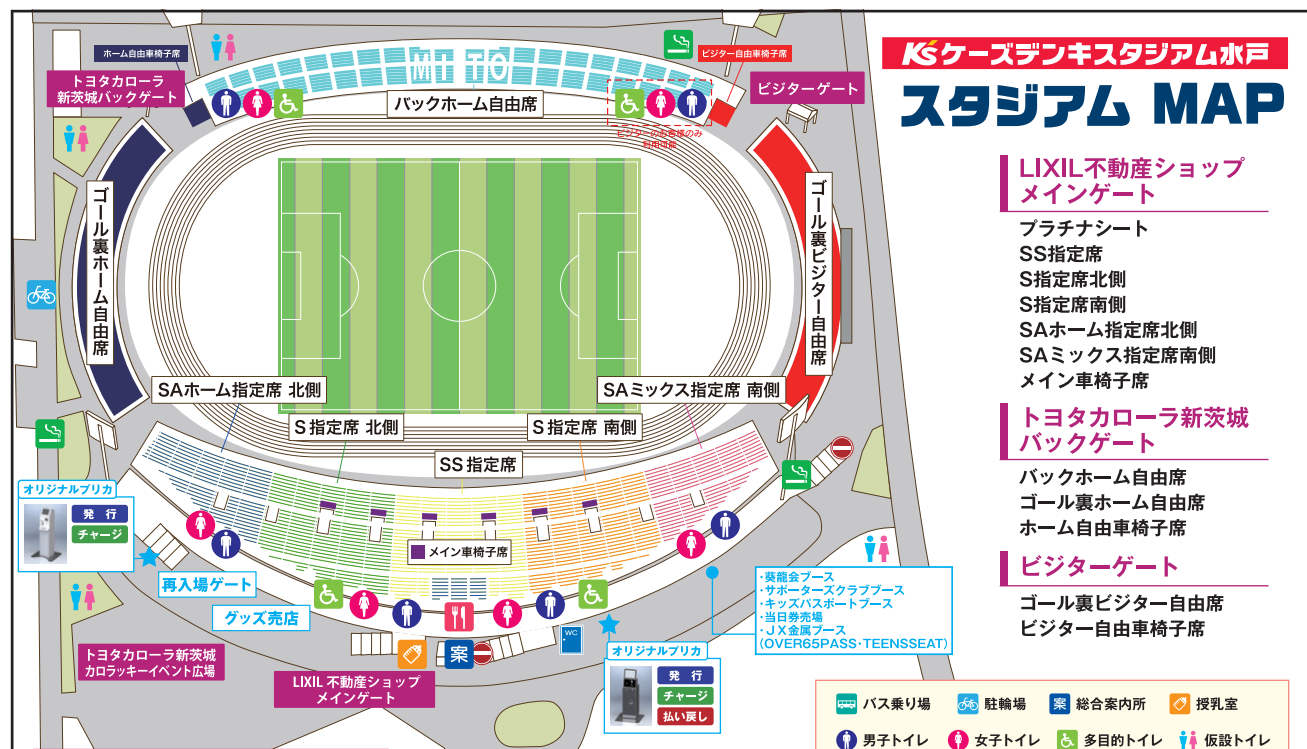 K'sケーズデンキスタジアム水戸
スタジアム MAP
LIXIL不動産ショップ
メインゲート
プラチナシート
SS指定席
S指定席北側
S指定席南側
SAホーム指定席北側
SAミックス指定席南側
メイン車椅子席
トヨタカローラ新茨城
バックゲート
バックホーム自由席
ゴール裏ホーム自由席
ホーム自由車椅子席
ビジターゲート
ゴール裏ビジター自由席
ビジター自由車椅子席
ホーム自由車椅子席
トヨタカローラ
新茨城バックゲート
MITO
バックホーム自由席
ビジター自由車椅子席
ビジターゲート
ビジターのお客様のみ
利用可能
ゴール裏ホーム自由席
ゴール裏ビジター自由席
SAホーム指定席 北側
SAミックス指定席 南側
S指定席 北側
S指定席 南側
SS指定席
メイン車椅子席
オリジナルプリカ
発 行
チャージ
再入場ゲート
グッズ売店
トヨタカローラ新茨城
カロラッキーイベント広場
案
WC
LIXIL不動産ショップ
メインゲート
オリジナルプリカ
発 行
チャージ
払い戻し
・葵龍会ブース
・サポーターズクラブブース
・キッズパスポートブース
・当日券売場
・JX金属ブース
(OVER65PASS・TEENSSEAT)
バス乗り場
駐輪場
案 総合案内所
授乳室
男子トイレ
女子トイレ
多目的トイレ
仮設トイレ